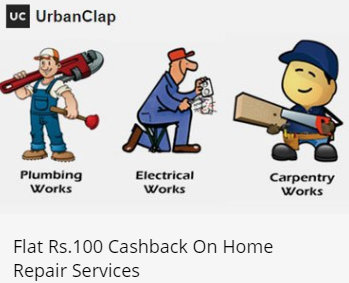 UC UrbanClap
Plumbing Electrical Carpentry
Works Works Works
Flat Rs.100 Cashback On Home
Repair Services